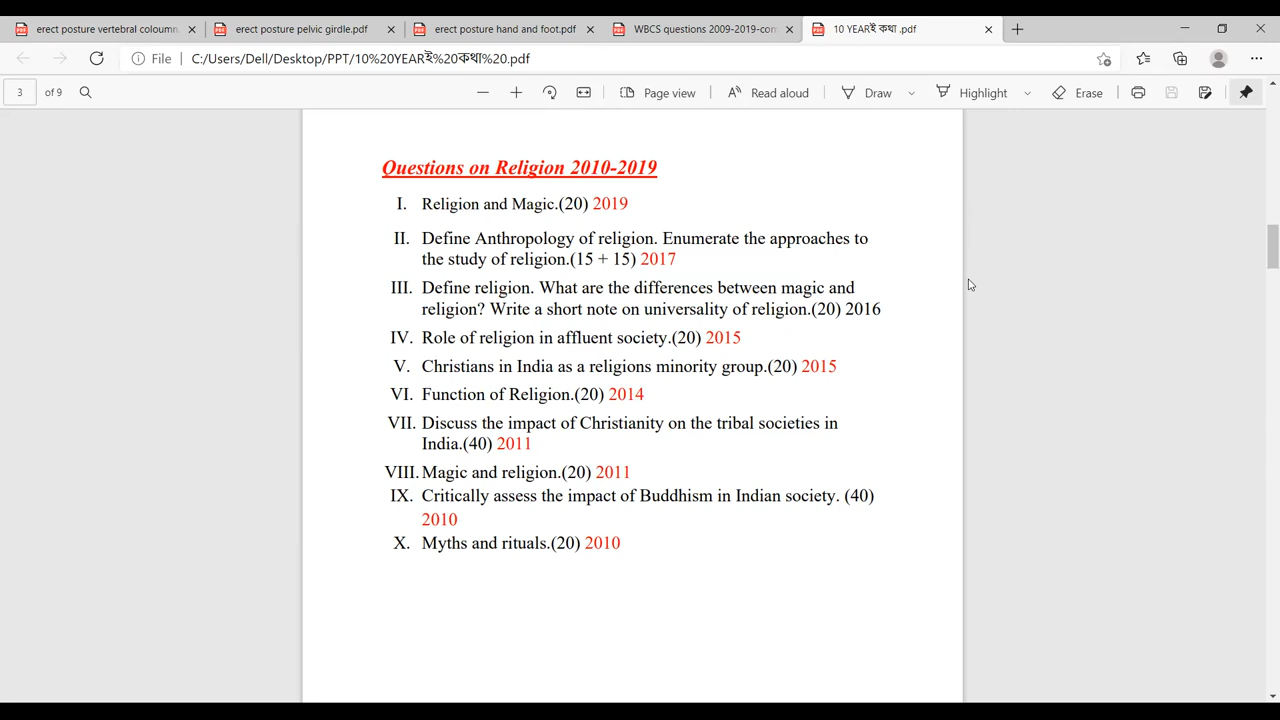 erect posture vertebral coloumn
erect posture pelvic girdle.pdf
erect posture hand and foot.pdf
WBCS questions 2009-2019-con
10 YEARই কথা .pdf
File
C:/Users/Dell/Desktop/PPT/10%20YEARই%20কথা%20.pdf
3 of 9
Page view
Read aloud
Draw
Highlight
Erase
Questions on Religion 2010-2019
I. Religion and Magic.(20) 2019
II. Define Anthropology of religion. Enumerate the approaches to
the study of religion.(15 + 15) 2017
III. Define religion. What are the differences between magic and
religion? Write a short note on universality of religion.(20) 2016
IV. Role of religion in affluent society.(20) 2015
V. Christians in India as a religions minority group.(20) 2015
VI. Function of Religion.(20) 2014
VII. Discuss the impact of Christianity on the tribal societies in
India.(40) 2011
VIII. Magic and religion.(20) 2011
IX. Critically assess the impact of Buddhism in Indian society. (40)
2010
X. Myths and rituals.(20) 2010